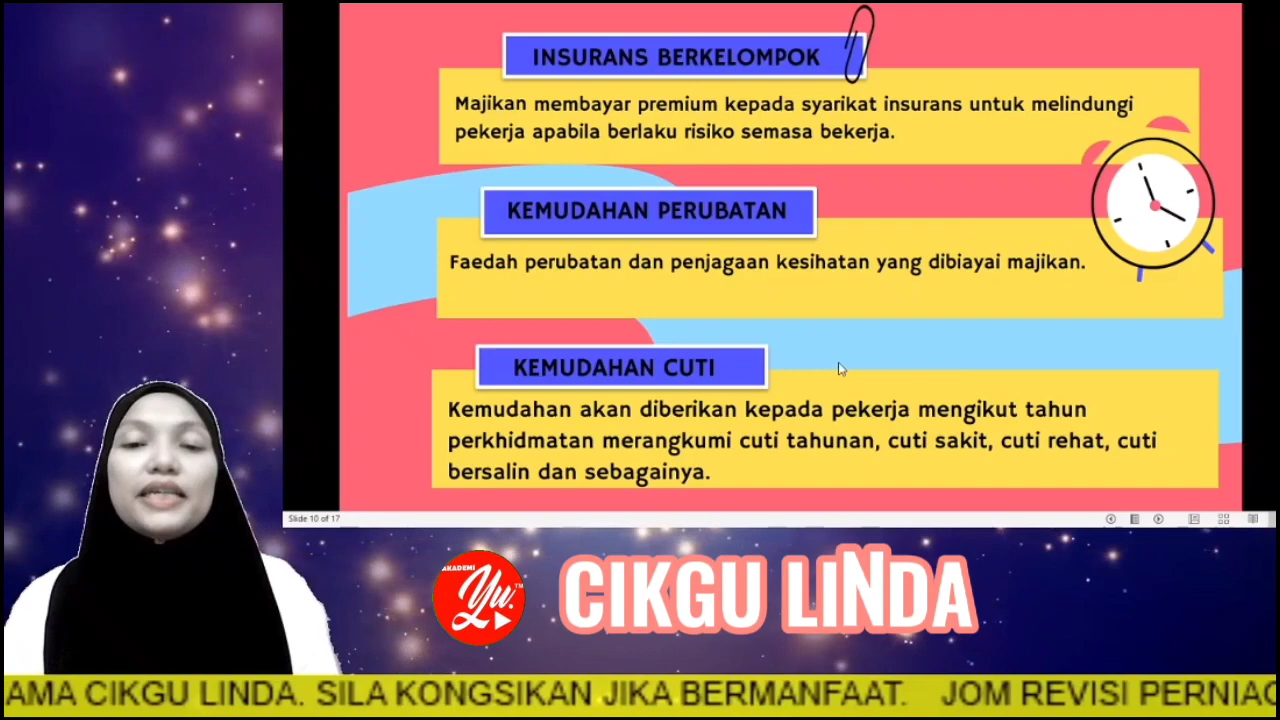 INSURANS BERKELOMPOK
Majikan membayar premium kepada syarikat insurans untuk melindungi
pekerja apabila berlaku risiko semasa bekerja.
KEMUDAHAN PERUBATAN
Faedah perubatan dan penjagaan kesihatan yang dibiayai majikan.
KEMUDAHAN CUTI
Kemudahan akan diberikan kepada pekerja mengikut tahun
perkhidmatan merangkumi cuti tahunan, cuti sakit, cuti rehat, cuti
bersalin dan sebagainya.
Slide 10 of 17
AKADEMI
Yu.
TM
CIKGU LINDA
AMA CIKGU LINDA. SILA KONGSIKAN JIKA BERMANFAAT. JOM REVISI PERNIAG